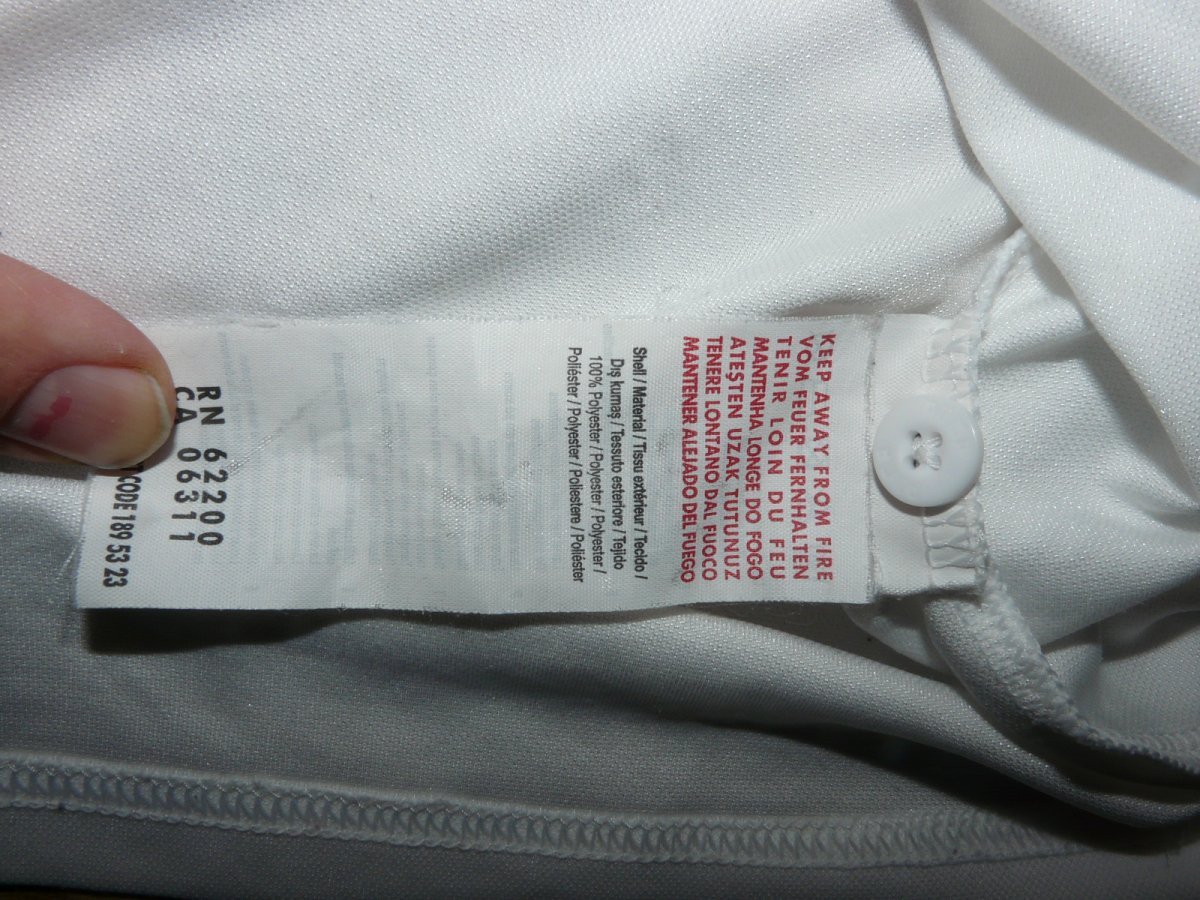 KEEP AWAY FROM FIRE
VOM FEUER FERNHALTEN
TENIR LOIN DU FEU
MANTENHA LONGE DO FOGO
ATEŞTEN UZAK TUTUNUZ
TENERE LONTANO DAL FUOCO
MANTENER ALEJADO DEL FUEGO
Shell / Material / Tissu extérieur / Tecido /
Dış kumaş / Tessuto esteriore / Tejido
100% Polyester / Polyester / Polyester /
Poliéster / Polyester / Poliestere / Poliéster
RN 62200
CA 06311
CODE 189 53 23